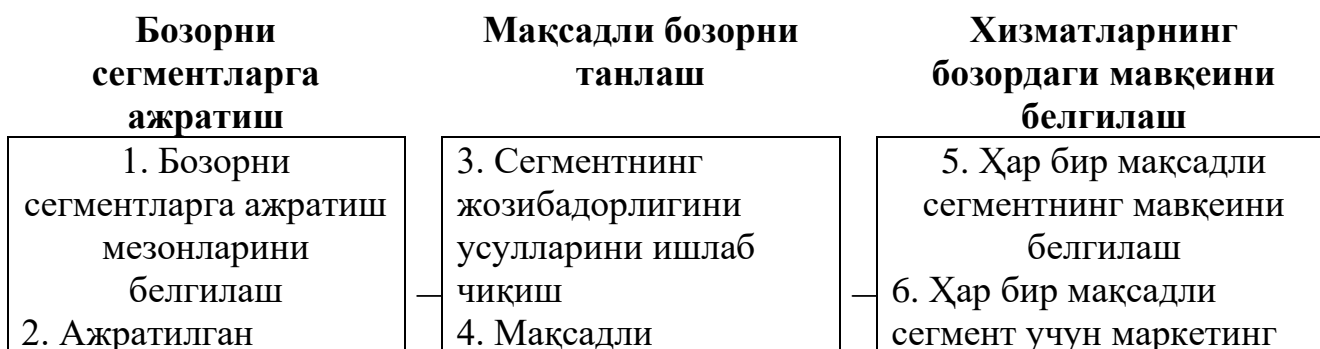 Бозорни
сегментларга
ажратиш
Мақсадли бозорни
танлаш
Хизматларнинг
бозордаги мавқеини
белгилаш
1. Бозорни
сегментларга ажратиш
мезонларини
белгилаш
2. Ажратилган
3. Сегментнинг
жозибадорлигини
усулларини ишлаб
чиқиш
4. Мақсадли
5. Ҳар бир мақсадли
сегментнинг мавқеини
белгилаш
6. Ҳар бир мақсадли
сегмент учун маркетинг